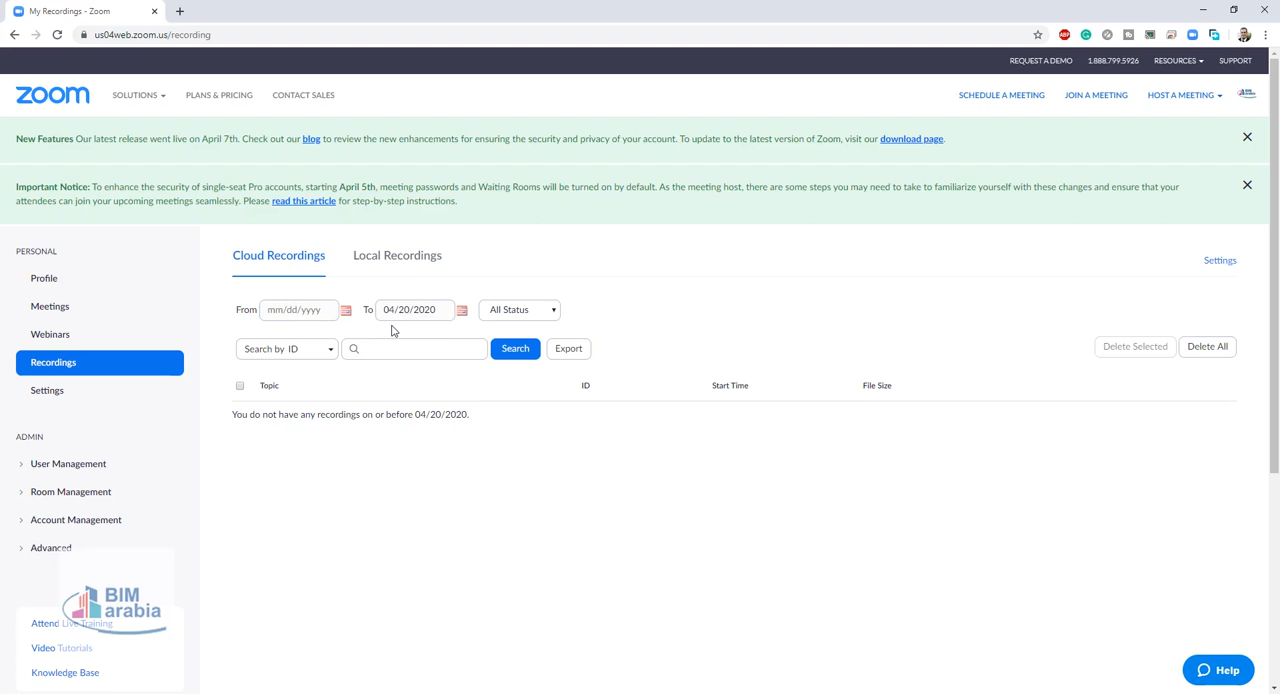 My Recordings - Zoom
us04web.zoom.us/recording
REQUEST A DEMO 1.888.799.5926 RESOURCES SUPPORT
zoom SOLUTIONS PLANS & PRICING CONTACT SALES SCHEDULE A MEETING JOIN A MEETING HOST A MEETING
New Features Our latest release went live on April 7th. Check out our blog to review the new enhancements for ensuring the security and privacy of your account. To update to the latest version of Zoom, visit our download page.
Important Notice: To enhance the security of single-seat Pro accounts, starting April 5th, meeting passwords and Waiting Rooms will be turned on by default. As the meeting host, there are some steps you may need to take to familiarize yourself with these changes and ensure that your
attendees can join your upcoming meetings seamlessly. Please read this article for step-by-step instructions.
PERSONAL
Profile
Meetings
Webinars
Recordings
Settings
ADMIN
User Management
Room Management
Account Management
Advanced
BIM
arabia
Attend Live Training
Video Tutorials
Knowledge Base
Cloud Recordings Local Recordings Settings
From mm/dd/yyyy To 04/20/2020 All Status
Search by ID Search Export Delete Selected Delete All
Topic ID Start Time File Size
You do not have any recordings on or before 04/20/2020.
Help